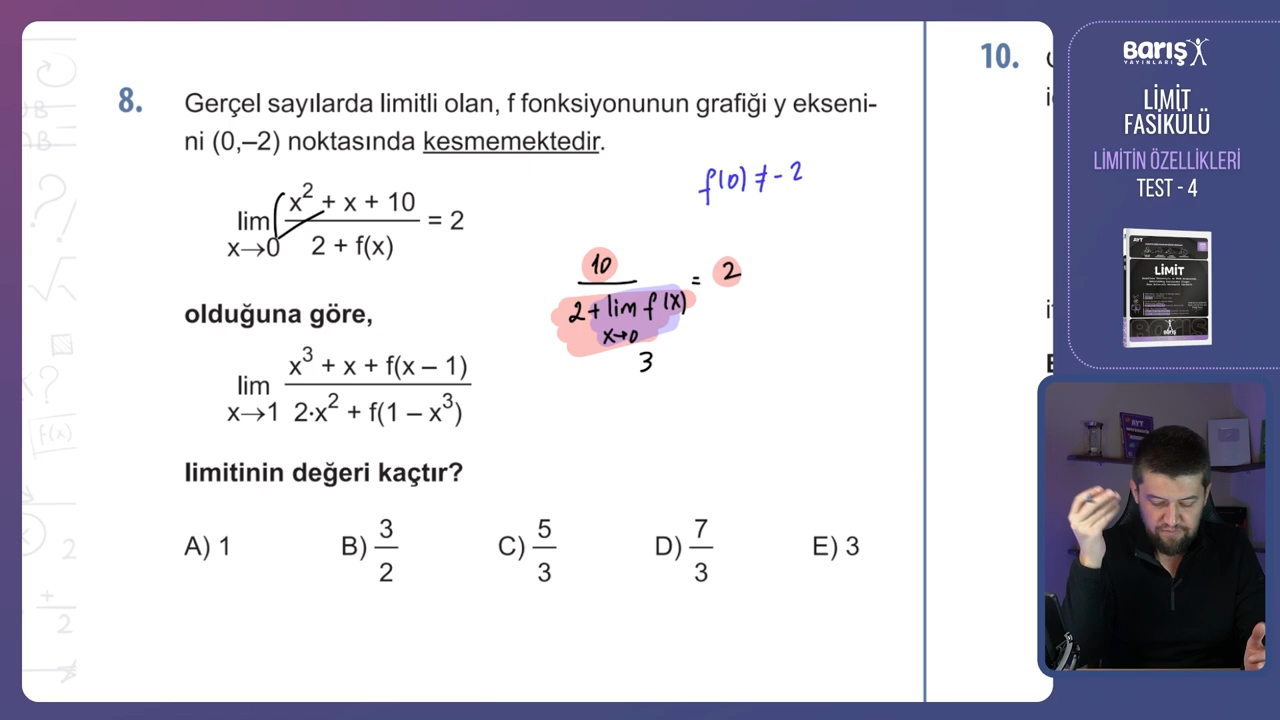 8.
Gerçel sayılarda limitli olan, f fonksiyonunun grafiği y ekseni-
ni (0,–2) noktasında kesmemektedir.
f(0) ≠ -2
lim x→0 (x² + x + 10)/(2 + f(x)) = 2
10/(2 + lim x→0 f(x)) = 2
3
olduğuna göre,
lim x→1 (x³ + x + f(x – 1))/(2·x² + f(1 – x³))
limitinin değeri kaçtır?
A) 1 B) 3/2 C) 5/3 D) 7/3 E) 3
10.
BARIŞ
YAYINLARI
LİMİT
FASİKÜLÜ
LİMİTİN ÖZELLİKLERİ
TEST - 4
AYT
LİMİT
BARIŞ
f(x)